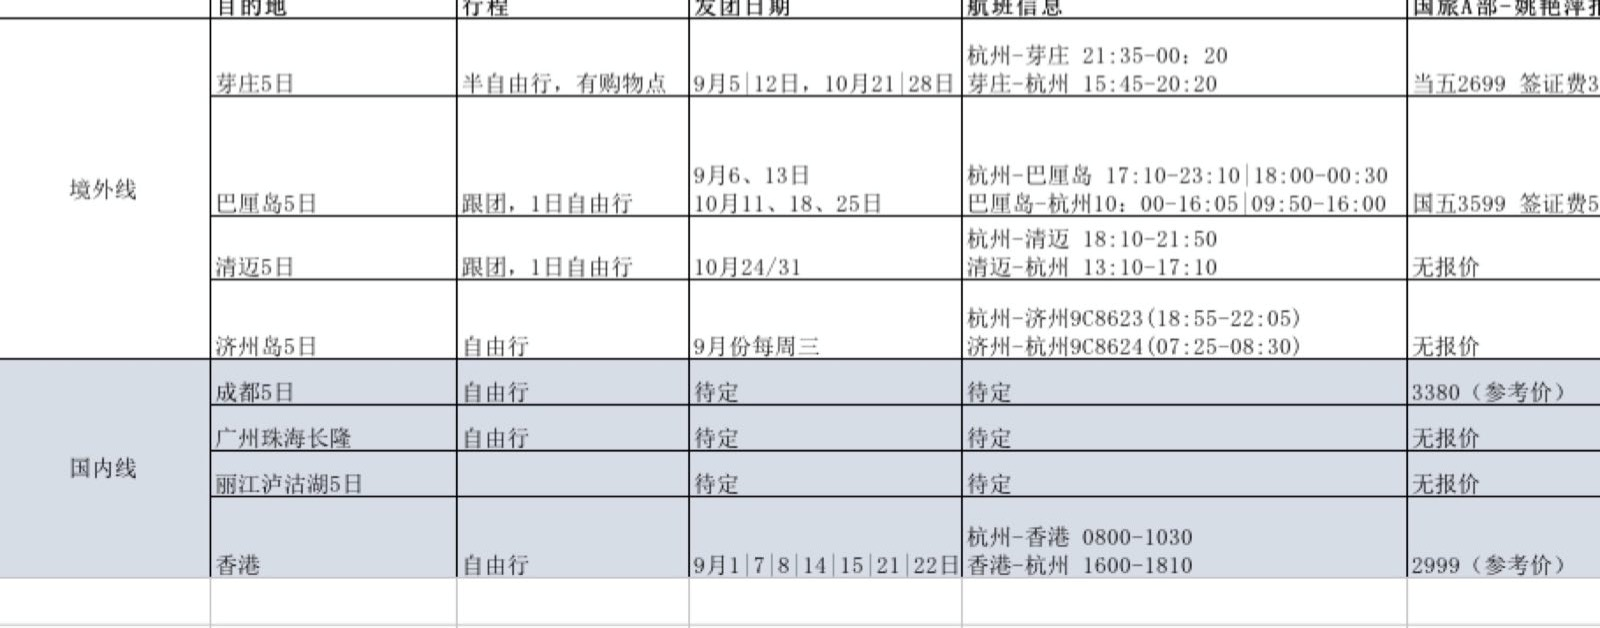 目的地 行程 发团日期 航班信息 国旅A部-姚艳萍
杭州-芽庄 21:35-00：20
芽庄5日 半自由行，有购物点 9月5|12日，10月21|28日 芽庄-杭州 15:45-20:20 当五2699 签证费3
境外线
9月6、13日 杭州-巴厘岛 17:10-23:10|18:00-00:30
巴厘岛5日 跟团，1日自由行 10月11、18、25日 巴厘岛-杭州10：00-16:05|09:50-16:00 国五3599 签证费5
杭州-清迈 18:10-21:50
清迈5日 跟团，1日自由行 10月24/31 清迈-杭州 13:10-17:10 无报价
杭州-济州9C8623(18:55-22:05)
济州岛5日 自由行 9月份每周三 济州-杭州9C8624(07:25-08:30) 无报价
国内线
成都5日 自由行 待定 待定 3380（参考价）
广州珠海长隆 自由行 待定 待定 无报价
丽江泸沽湖5日 待定 待定 无报价
杭州-香港 0800-1030
香港 自由行 9月1|7|8|14|15|21|22日 香港-杭州 1600-1810 2999（参考价）